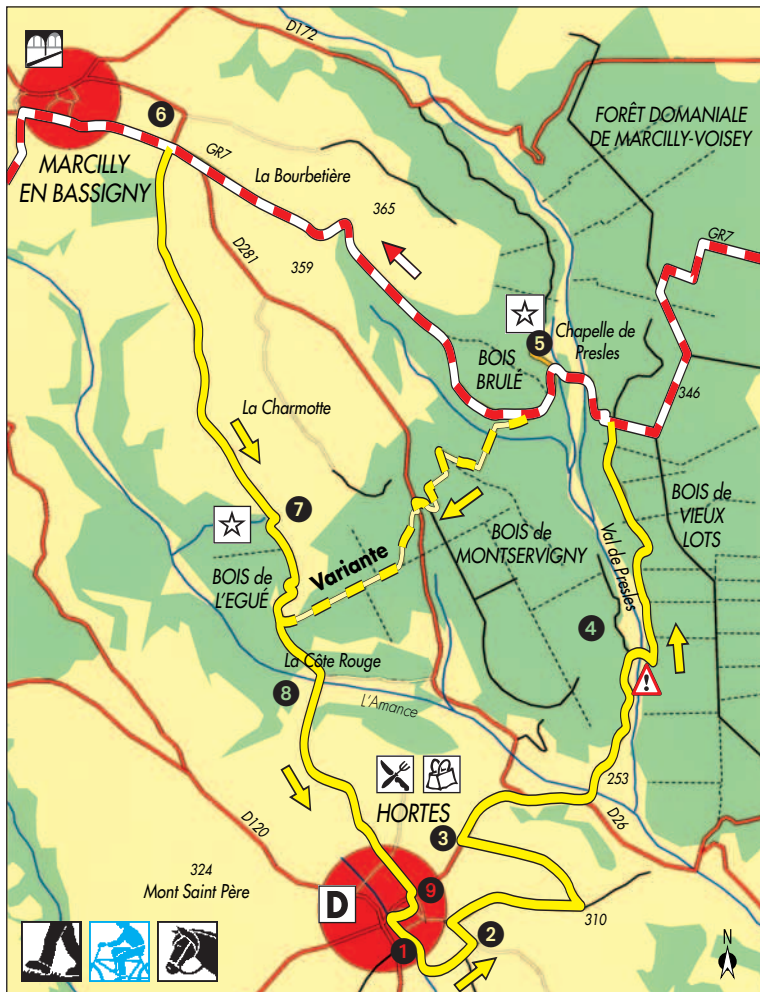 D172
6
FORÊT DOMANIALE
DE MARCILLY-VOISEY
MARCILLY
EN BASSIGNY
GR7
La Bourbetière
365
GR7
D281
359
5
Chapelle de
Presles
BOIS
BRULÉ
346
La Charmotte
7
BOIS de
VIEUX
LOTS
BOIS de
MONTSERVIGNY
Val de Presles
Variante
BOIS de
L'EGUÉ
4
La Côte Rouge
8
L'Amance
!
253
HORTES
3
D26
D120
324
Mont Saint Père
D
9
310
1
2
N